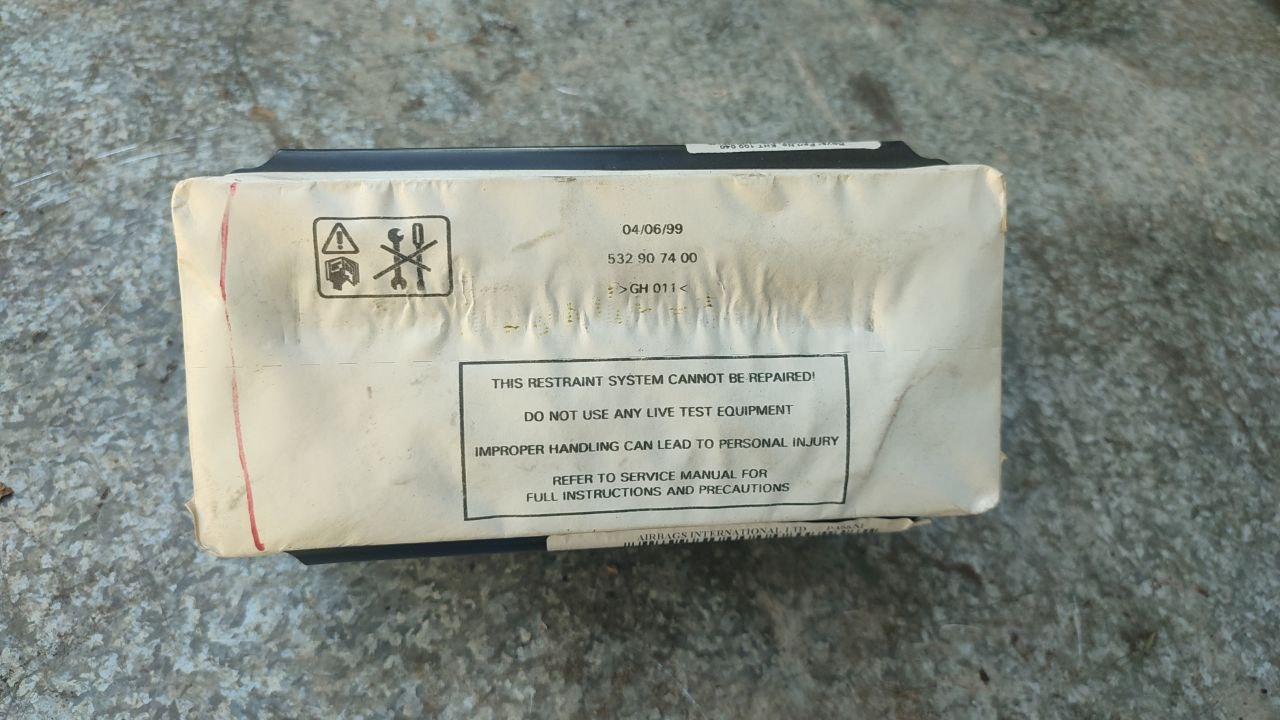 04/06/99
532 90 74 00
>GH 011<
THIS RESTRAINT SYSTEM CANNOT BE REPAIRED!
DO NOT USE ANY LIVE TEST EQUIPMENT
IMPROPER HANDLING CAN LEAD TO PERSONAL INJURY
REFER TO SERVICE MANUAL FOR
FULL INSTRUCTIONS AND PRECAUTIONS
AIRBAGS INTERNATIONAL LTD